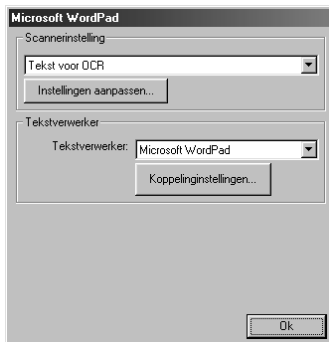 Microsoft WordPad
Scannerinstelling
Tekst voor OCR
Instellingen aanpassen...
Tekstverwerker
Tekstverwerker: Microsoft WordPad
Koppelinginstellingen...
Ok